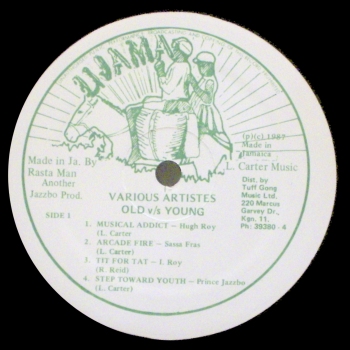 UJAMA
Made in Ja. By
Rasta Man
Another
Jazzbo Prod.
SIDE 1
(p)(c) 1987
Made in
Jamaica
L. Carter Music
Dist. by
Tuff Gong
Music Ltd.
220 Marcus
Garvey Dr.,
Kgn. 11.
Ph: 39380 - 4
VARIOUS ARTISTES
OLD v/s YOUNG
1. MUSICAL ADDICT — Hugh Roy
(L. Carter
2. ARCADE FIRE — Sassa Fras
(L. Carter)
3. TIT FOR TAT — I. Roy
(R. Reid)
4. STEP TOWARD YOUTH — Prince Jazzbo
(L. Carter)